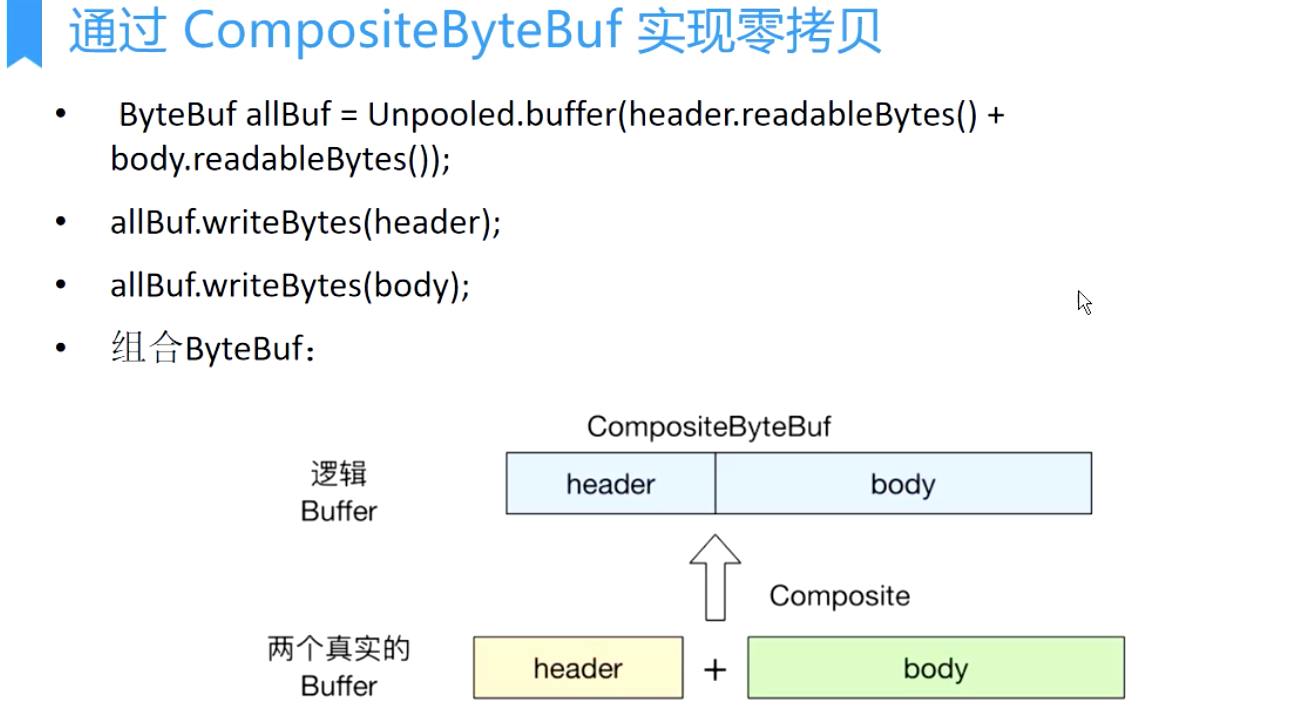 通过 CompositeByteBuf 实现零拷贝
• ByteBuf allBuf = Unpooled.buffer(header.readableBytes() +
body.readableBytes());
• allBuf.writeBytes(header);
• allBuf.writeBytes(body);
• 组合ByteBuf：
CompositeByteBuf
逻辑
Buffer
header
body
Composite
两个真实的
Buffer
header
+
body